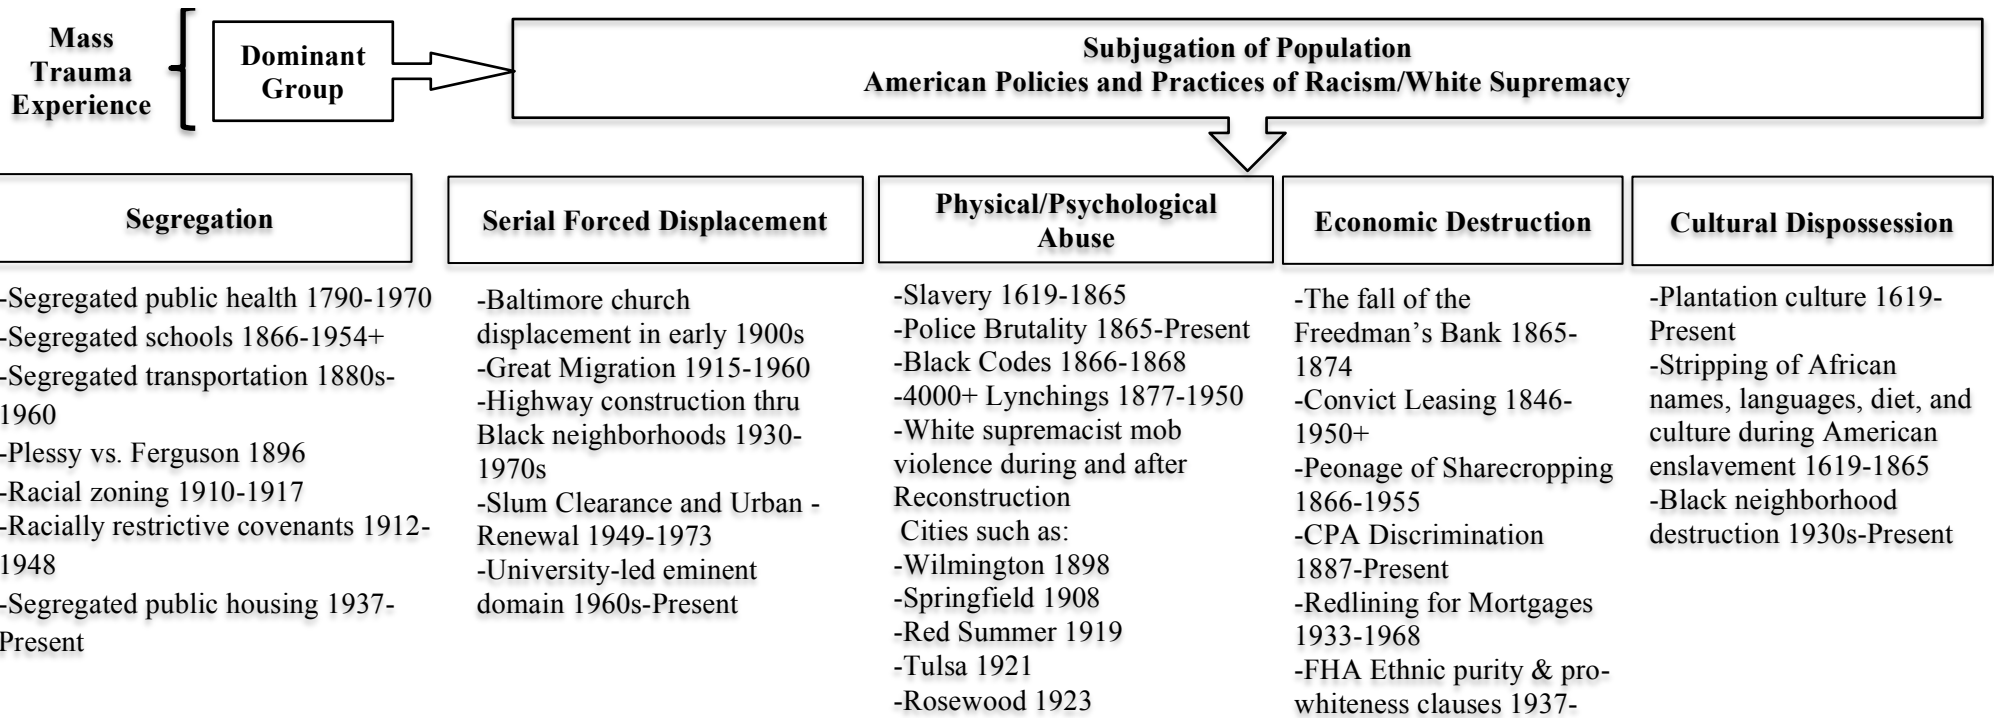 Mass
Trauma
Experience
Dominant
Group
Subjugation of Population
American Policies and Practices of Racism/White Supremacy
Segregation
-Segregated public health 1790-1970
-Segregated schools 1866-1954+
-Segregated transportation 1880s-
1960
-Plessy vs. Ferguson 1896
-Racial zoning 1910-1917
-Racially restrictive covenants 1912-
1948
-Segregated public housing 1937-
Present
Serial Forced Displacement
-Baltimore church
displacement in early 1900s
-Great Migration 1915-1960
-Highway construction thru
Black neighborhoods 1930-
1970s
-Slum Clearance and Urban -
Renewal 1949-1973
-University-led eminent
domain 1960s-Present
Physical/Psychological
Abuse
-Slavery 1619-1865
-Police Brutality 1865-Present
-Black Codes 1866-1868
-4000+ Lynchings 1877-1950
-White supremacist mob
violence during and after
Reconstruction
Cities such as:
-Wilmington 1898
-Springfield 1908
-Red Summer 1919
-Tulsa 1921
-Rosewood 1923
Economic Destruction
-The fall of the
Freedman’s Bank 1865-
1874
-Convict Leasing 1846-
1950+
-Peonage of Sharecropping
1866-1955
-CPA Discrimination
1887-Present
-Redlining for Mortgages
1933-1968
-FHA Ethnic purity & pro-
whiteness clauses 1937-
Cultural Dispossession
-Plantation culture 1619-
Present
-Stripping of African
names, languages, diet, and
culture during American
enslavement 1619-1865
-Black neighborhood
destruction 1930s-Present